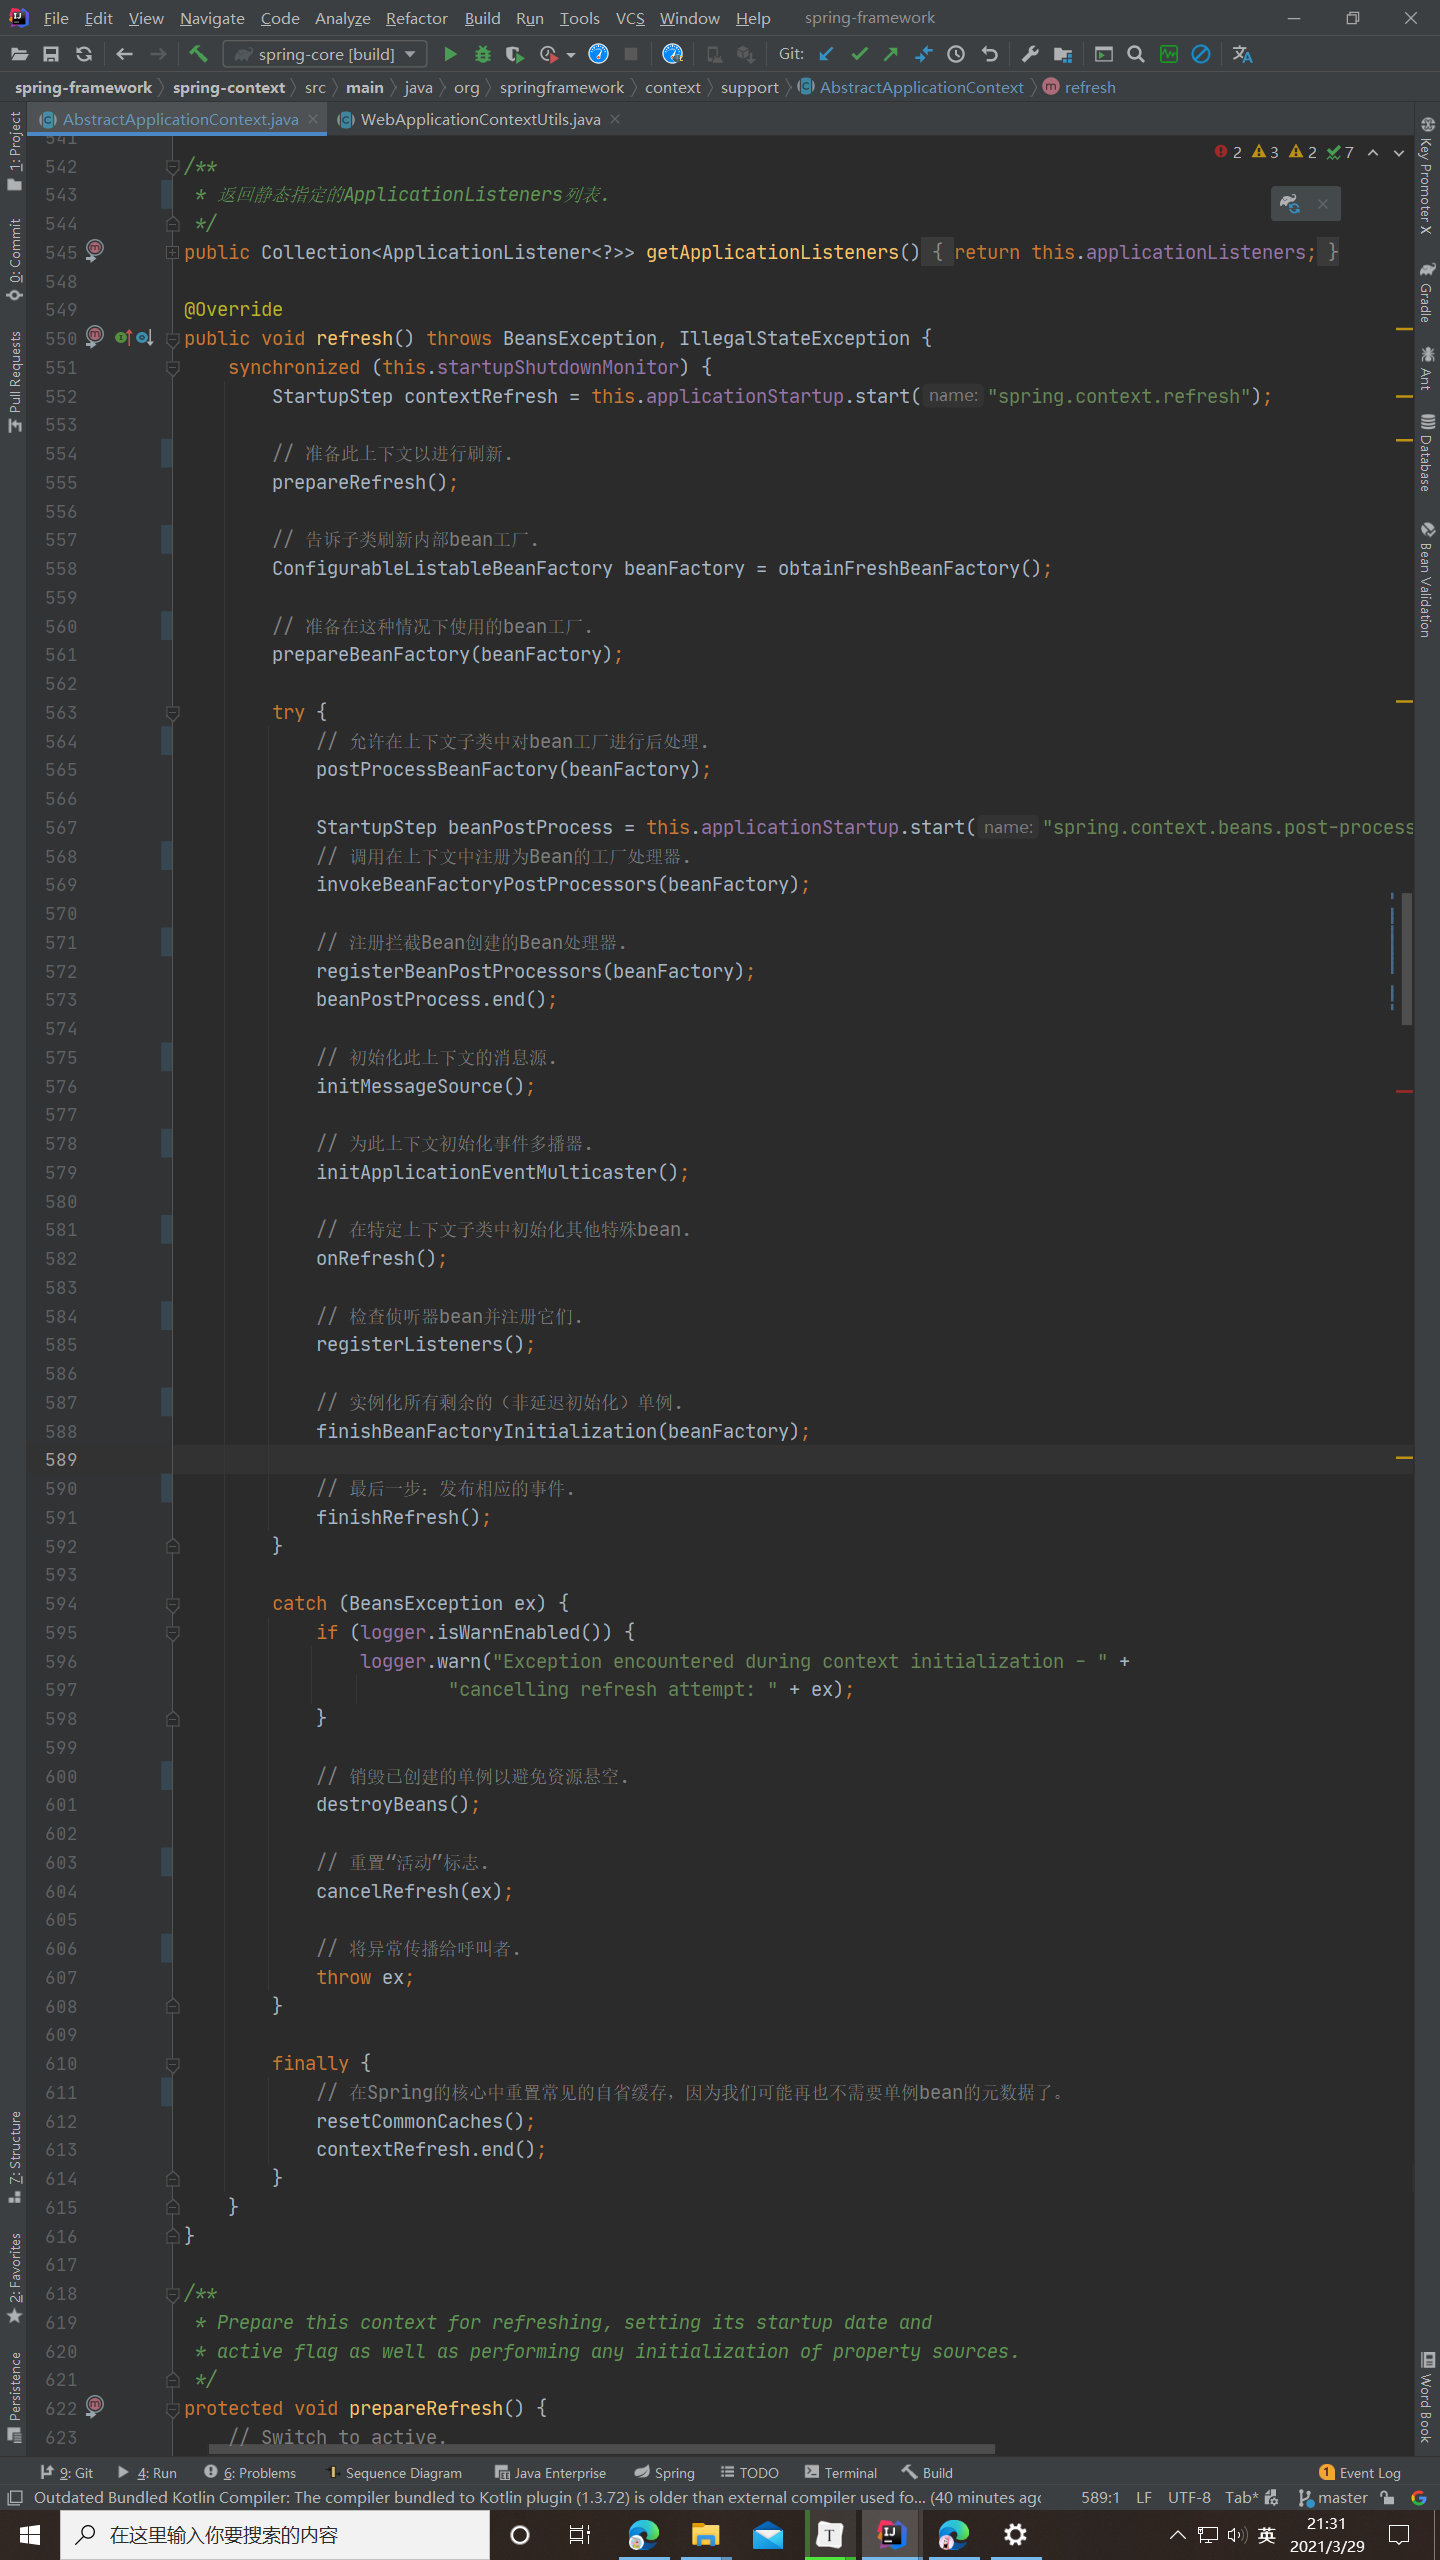 File Edit View Navigate Code Analyze Refactor Build Run Tools VCS Window Help spring-framework
spring-core [build] Git:
spring-framework spring-context src main java org springframework context support AbstractApplicationContext refresh
AbstractApplicationContext.java WebApplicationContextUtils.java
2 3 2 7
541
542 /**
543 * 返回静态指定的ApplicationListeners列表.
544 */
545 public Collection<ApplicationListener<?>> getApplicationListeners() { return this.applicationListeners; }
548
549 @Override
550 public void refresh() throws BeansException, IllegalStateException {
551 synchronized (this.startupShutdownMonitor) {
552 StartupStep contextRefresh = this.applicationStartup.start( name: "spring.context.refresh");
553
554 // 准备此上下文以进行刷新.
555 prepareRefresh();
556
557 // 告诉子类刷新内部bean工厂.
558 ConfigurableListableBeanFactory beanFactory = obtainFreshBeanFactory();
559
560 // 准备在这种情况下使用的bean工厂.
561 prepareBeanFactory(beanFactory);
562
563 try {
564 // 允许在上下文子类中对bean工厂进行后处理.
565 postProcessBeanFactory(beanFactory);
566
567 StartupStep beanPostProcess = this.applicationStartup.start( name: "spring.context.beans.post-process
568 // 调用在上下文中注册为Bean的工厂处理器.
569 invokeBeanFactoryPostProcessors(beanFactory);
570
571 // 注册拦截Bean创建的Bean处理器.
572 registerBeanPostProcessors(beanFactory);
573 beanPostProcess.end();
574
575 // 初始化此上下文的消息源.
576 initMessageSource();
577
578 // 为此上下文初始化事件多播器.
579 initApplicationEventMulticaster();
580
581 // 在特定上下文子类中初始化其他特殊bean.
582 onRefresh();
583
584 // 检查侦听器bean并注册它们.
585 registerListeners();
586
587 // 实例化所有剩余的（非延迟初始化）单例.
588 finishBeanFactoryInitialization(beanFactory);
589
590 // 最后一步：发布相应的事件.
591 finishRefresh();
592 }
593
594 catch (BeansException ex) {
595 if (logger.isWarnEnabled()) {
596 logger.warn("Exception encountered during context initialization - " +
597 "cancelling refresh attempt: " + ex);
598 }
599
600 // 销毁已创建的单例以避免资源悬空.
601 destroyBeans();
602
603 // 重置“活动”标志.
604 cancelRefresh(ex);
605
606 // 将异常传播给呼叫者.
607 throw ex;
608 }
609
610 finally {
611 // 在Spring的核心中重置常见的自省缓存，因为我们可能再也不需要单例bean的元数据了。
612 resetCommonCaches();
613 contextRefresh.end();
614 }
615 }
616 }
617
618 /**
619 * Prepare this context for refreshing, setting its startup date and
620 * active flag as well as performing any initialization of property sources.
621 */
622 protected void prepareRefresh() {
623 // Switch to active.
1: Project
0: Commit
Pull Requests
7: Structure
2: Favorites
Persistence
Key Promoter X
Gradle
Ant
Database
Bean Validation
Word Book
9: Git 4: Run 6: Problems Sequence Diagram Java Enterprise Spring TODO Terminal Build 1 Event Log
Outdated Bundled Kotlin Compiler: The compiler bundled to Kotlin plugin (1.3.72) is older than external compiler used fo... (40 minutes ago 589:1 LF UTF-8 Tab* master
在这里输入你要搜索的内容 T 英 21:31
2021/3/29